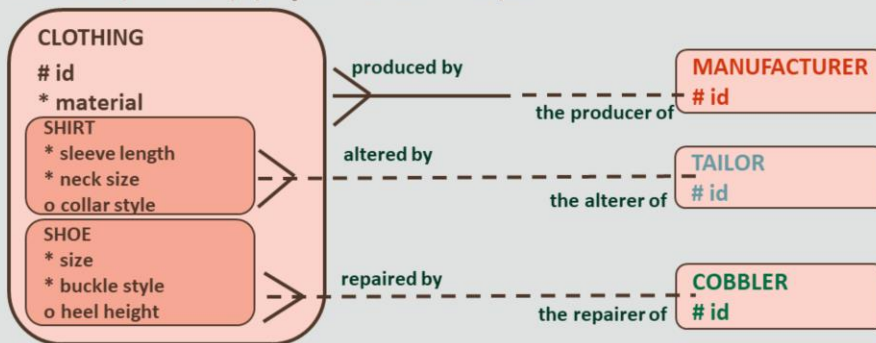 CLOTHING
# id
* material
SHIRT
* sleeve length
* neck size
o collar style
SHOE
* size
* buckle style
o heel height
produced by
the producer of
MANUFACTURER
# id
altered by
the alterer of
TAILOR
# id
repaired by
the repairer of
COBBLER
# id